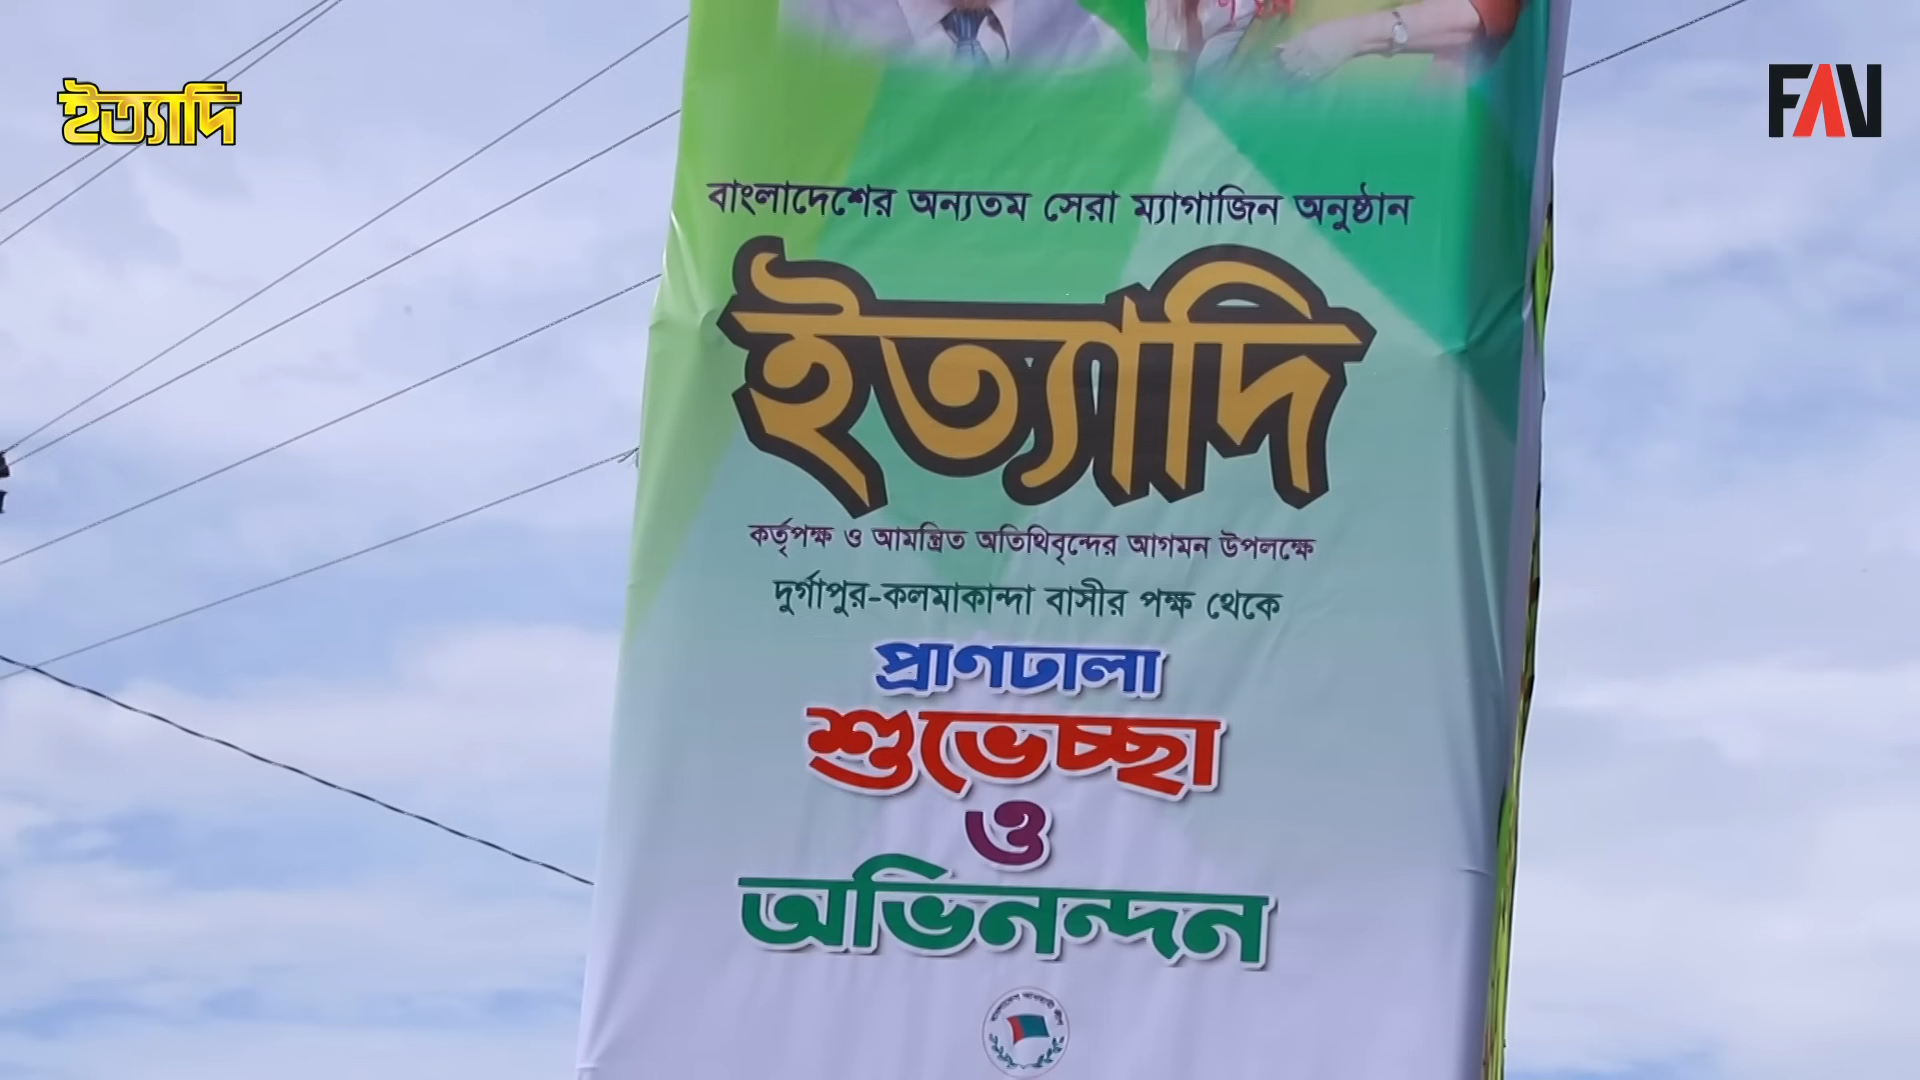 ইত্যাদি
FAV
বাংলাদেশের অন্যতম সেরা ম্যাগাজিন অনুষ্ঠান
ইত্যাদি
কর্তৃপক্ষ ও আমন্ত্রিত অতিথিবৃন্দের আগমন উপলক্ষে
দুর্গাপুর-কলমাকান্দা বাসীর পক্ষ থেকে
প্রাণঢালা
শুভেচ্ছা
ও
অভিনন্দন